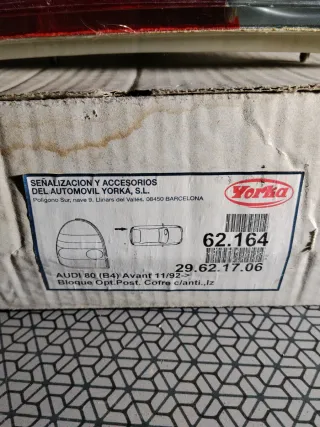 SEÑALIZACION Y ACCESORIOS
DEL AUTOMOVIL YORKA, S.L.
Polígono Sur, nave 9. Llinars del Vallés, 08450 BARCELONA
Yorka
62.164
29.62.17.06
AUDI 80 (B4) Avant 11/92->
Bloque Opt.Post. Cofre c/anti.,Iz